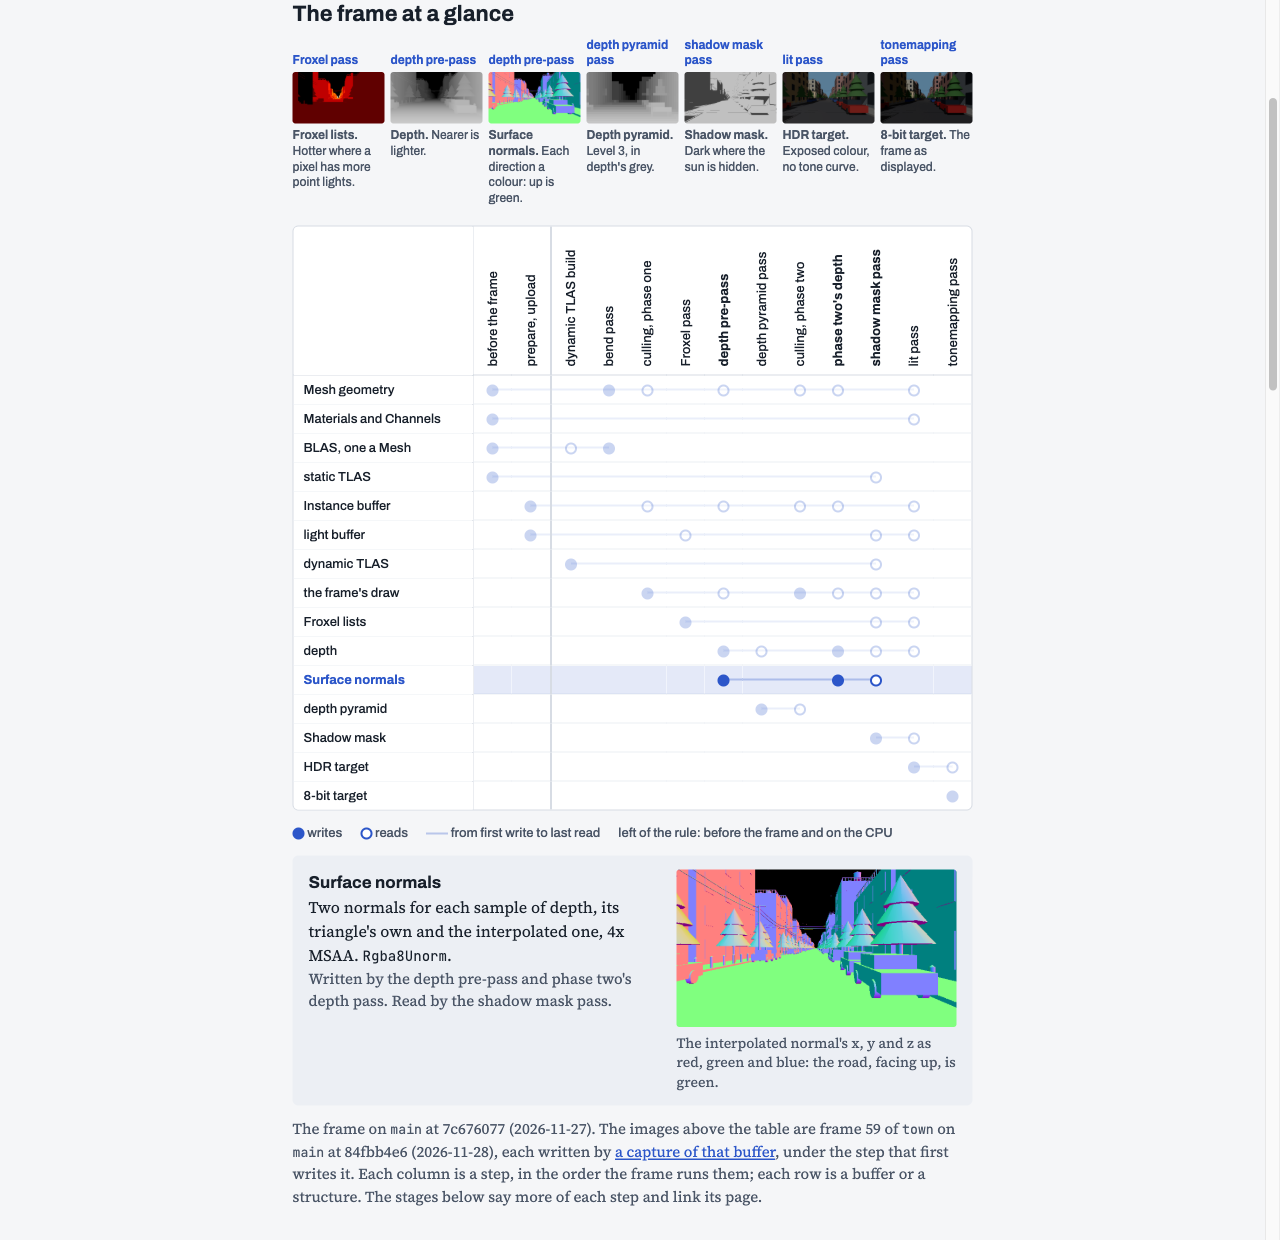 The frame at a glance
Froxel pass
depth pre-pass
depth pre-pass
depth pyramid
pass
shadow mask
pass
lit pass
tonemapping
pass
Froxel lists.
Hotter where a
pixel has more
point lights.
Depth. Nearer is
lighter.
Surface
normals. Each
direction a
colour: up is
green.
Depth pyramid.
Level 3, in
depth's grey.
Shadow mask.
Dark where the
sun is hidden.
HDR target.
Exposed colour,
no tone curve.
8-bit target. The
frame as
displayed.
before the frame
prepare, upload
dynamic TLAS build
bend pass
culling, phase one
Froxel pass
depth pre-pass
depth pyramid pass
culling, phase two
phase two's depth
shadow mask pass
lit pass
tonemapping pass
Mesh geometry
Materials and Channels
BLAS, one a Mesh
static TLAS
Instance buffer
light buffer
dynamic TLAS
the frame's draw
Froxel lists
depth
Surface normals
depth pyramid
Shadow mask
HDR target
8-bit target
writes
reads
from first write to last read
left of the rule: before the frame and on the CPU
Surface normals
Two normals for each sample of depth, its
triangle's own and the interpolated one, 4x
MSAA. Rgba8Unorm.
Written by the depth pre-pass and phase two's
depth pass. Read by the shadow mask pass.
The interpolated normal's x, y and z as
red, green and blue: the road, facing up, is
green.
The frame on main at 7c676077 (2026-11-27). The images above the table are frame 59 of town on
main at 84fbb4e6 (2026-11-28), each written by a capture of that buffer, under the step that first
writes it. Each column is a step, in the order the frame runs them; each row is a buffer or a
structure. The stages below say more of each step and link its page.